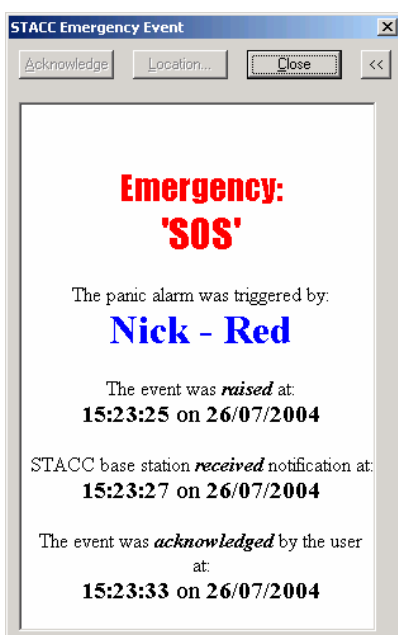 STACC Emergency Event
Acknowledge Location... Close <<
Emergency:
'SOS'
The panic alarm was triggered by:
Nick - Red
The event was raised at:
15:23:25 on 26/07/2004
STACC base station received notification at:
15:23:27 on 26/07/2004
The event was acknowledged by the user
at:
15:23:33 on 26/07/2004